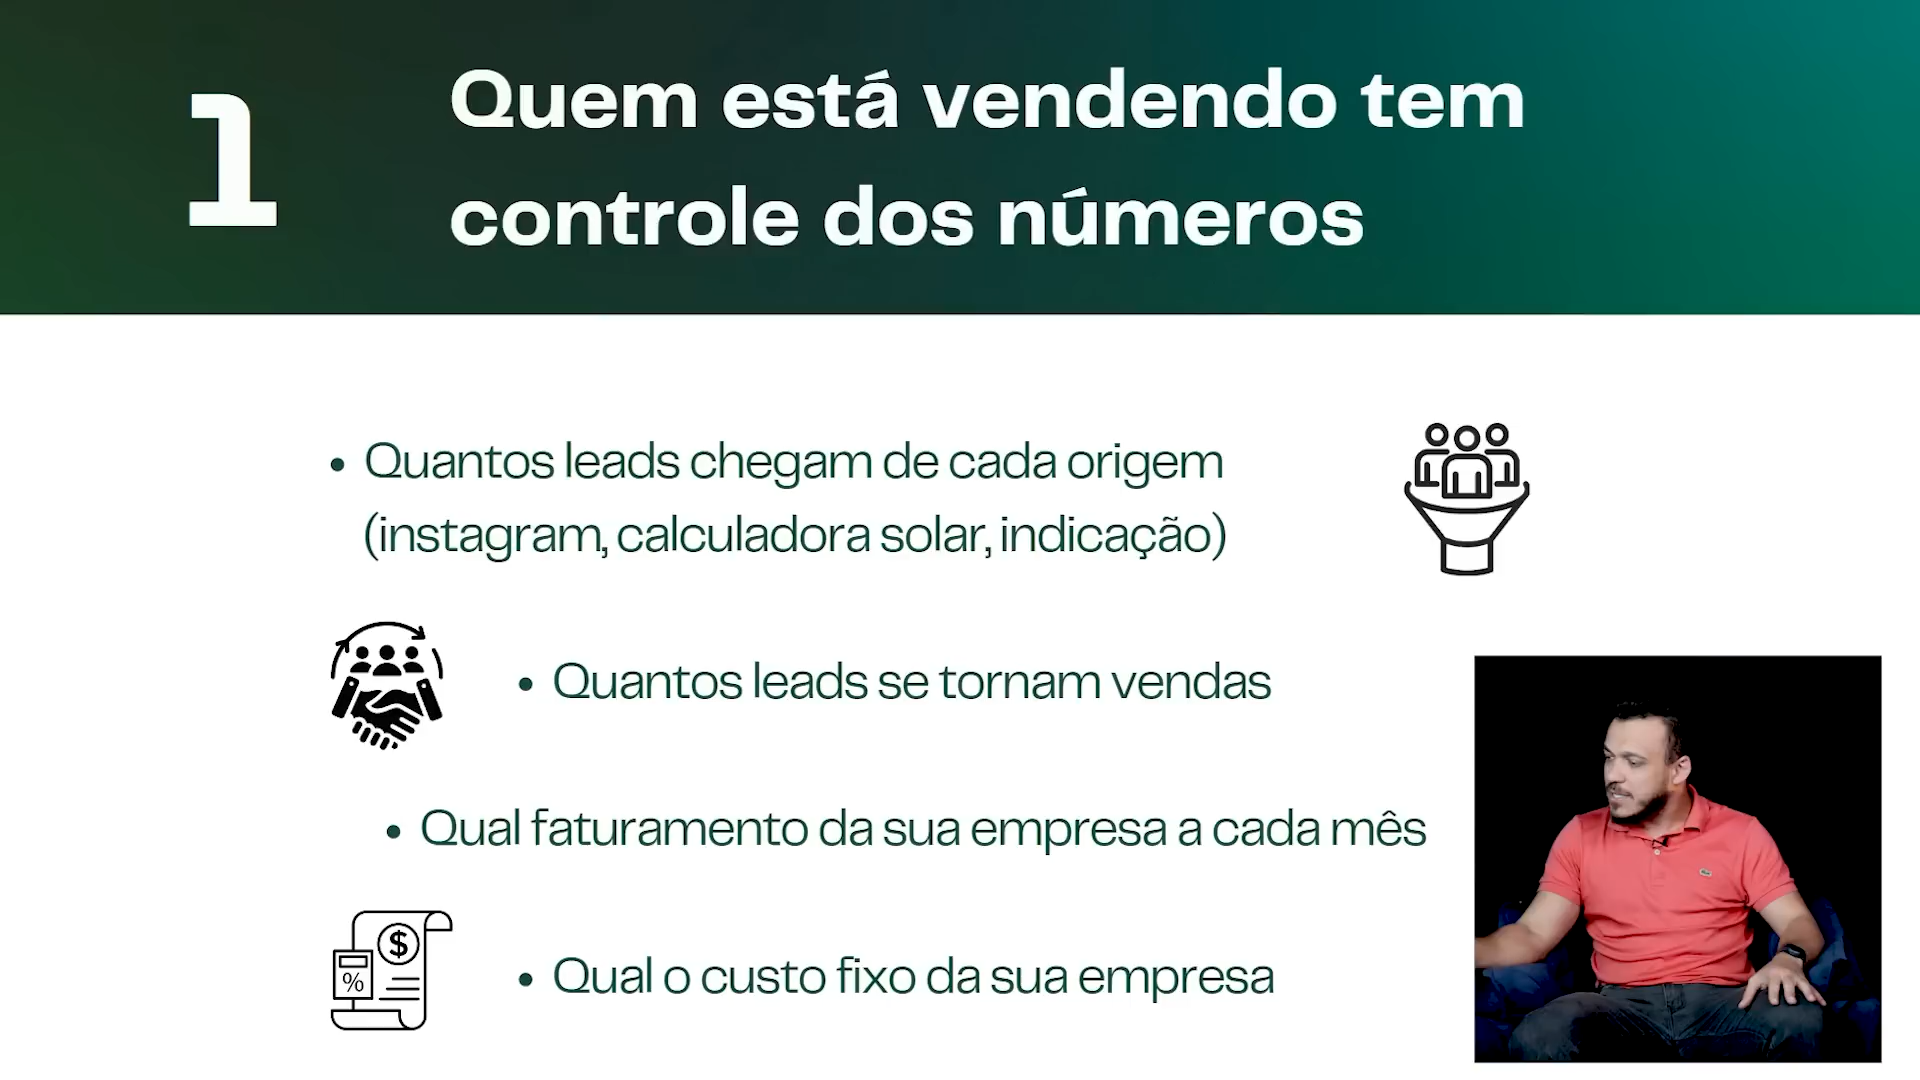 1
Quem está vendendo tem
controle dos números
• Quantos leads chegam de cada origem
(instagram, calculadora solar, indicação)
• Quantos leads se tornam vendas
• Qual faturamento da sua empresa a cada mês
$
%
• Qual o custo fixo da sua empresa